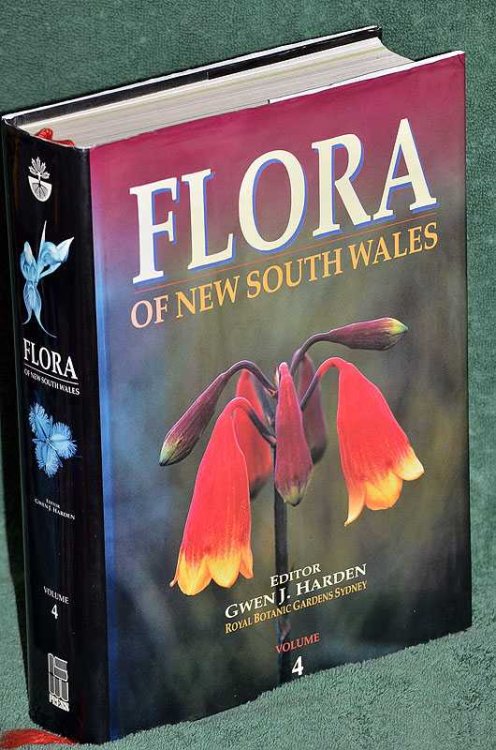 FLORA
OF NEW SOUTH WALES
EDITOR
GWEN J. HARDEN
ROYAL BOTANIC GARDENS SYDNEY
VOLUME
4
FLORA
OF NEW SOUTH WALES
EDITOR
GWEN J. HARDEN
VOLUME
4
PRESS